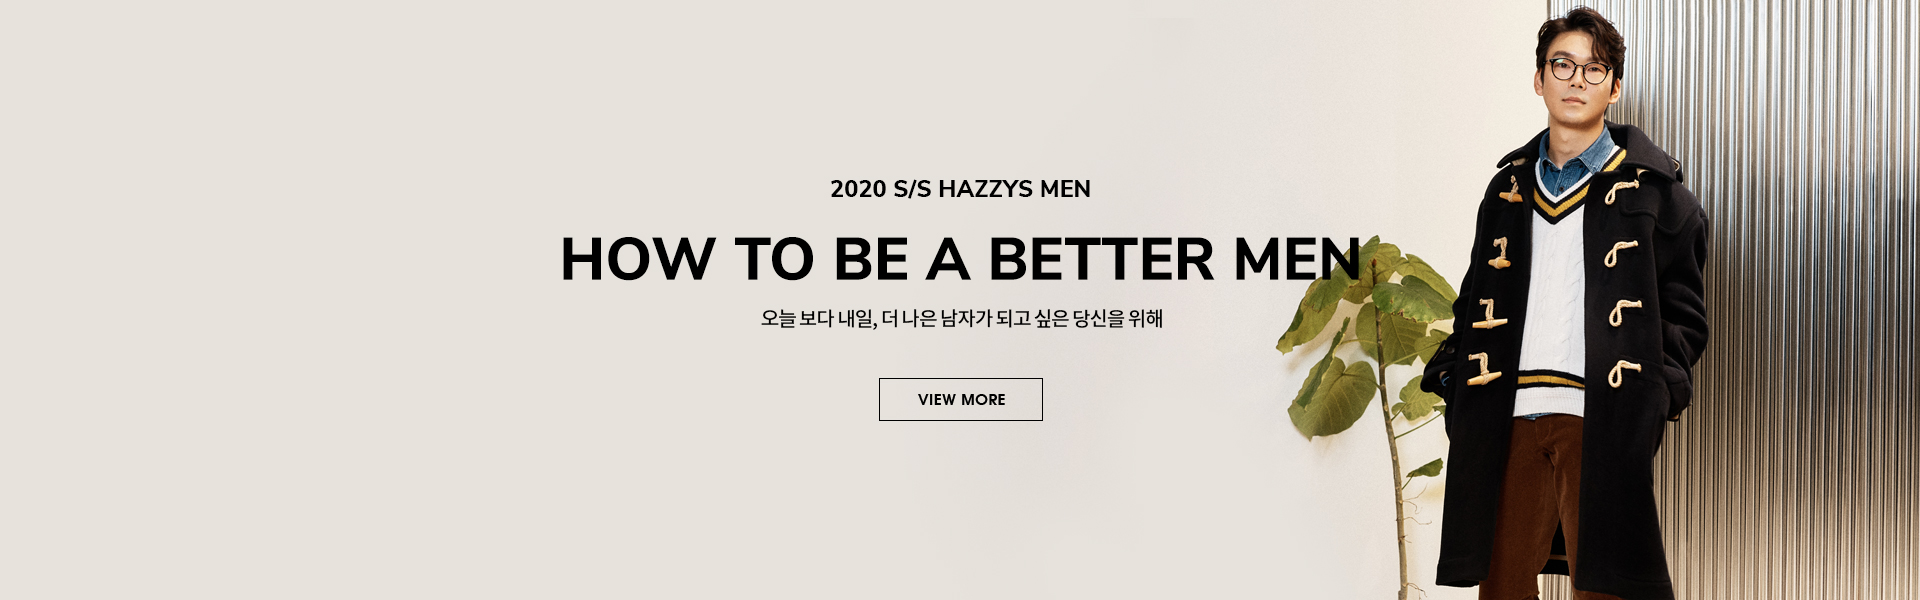 2020 S/S HAZZYS MEN
HOW TO BE A BETTER MEN
오늘 보다 내일, 더 나은 남자가 되고 싶은 당신을 위해
VIEW MORE